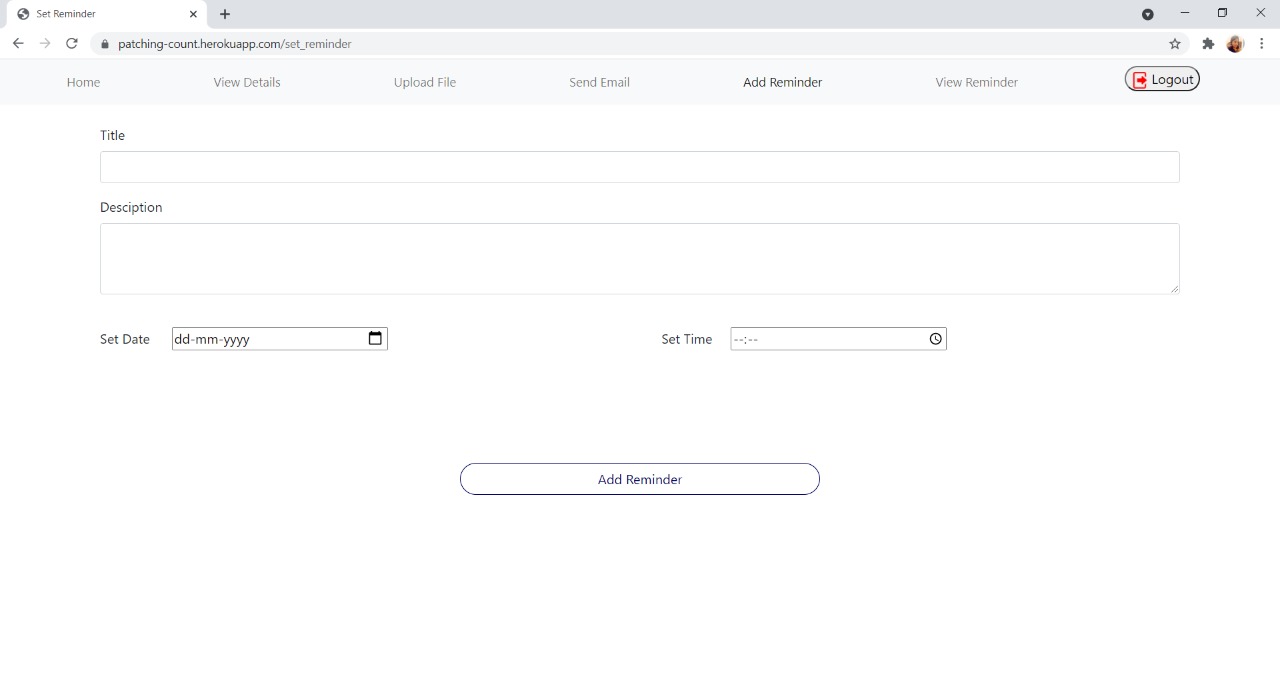 Set Reminder
patching-count.herokuapp.com/set_reminder
Home View Details Upload File Send Email Add Reminder View Reminder Logout
Title
Desciption
Set Date dd-mm-yyyy Set Time --:--
Add Reminder